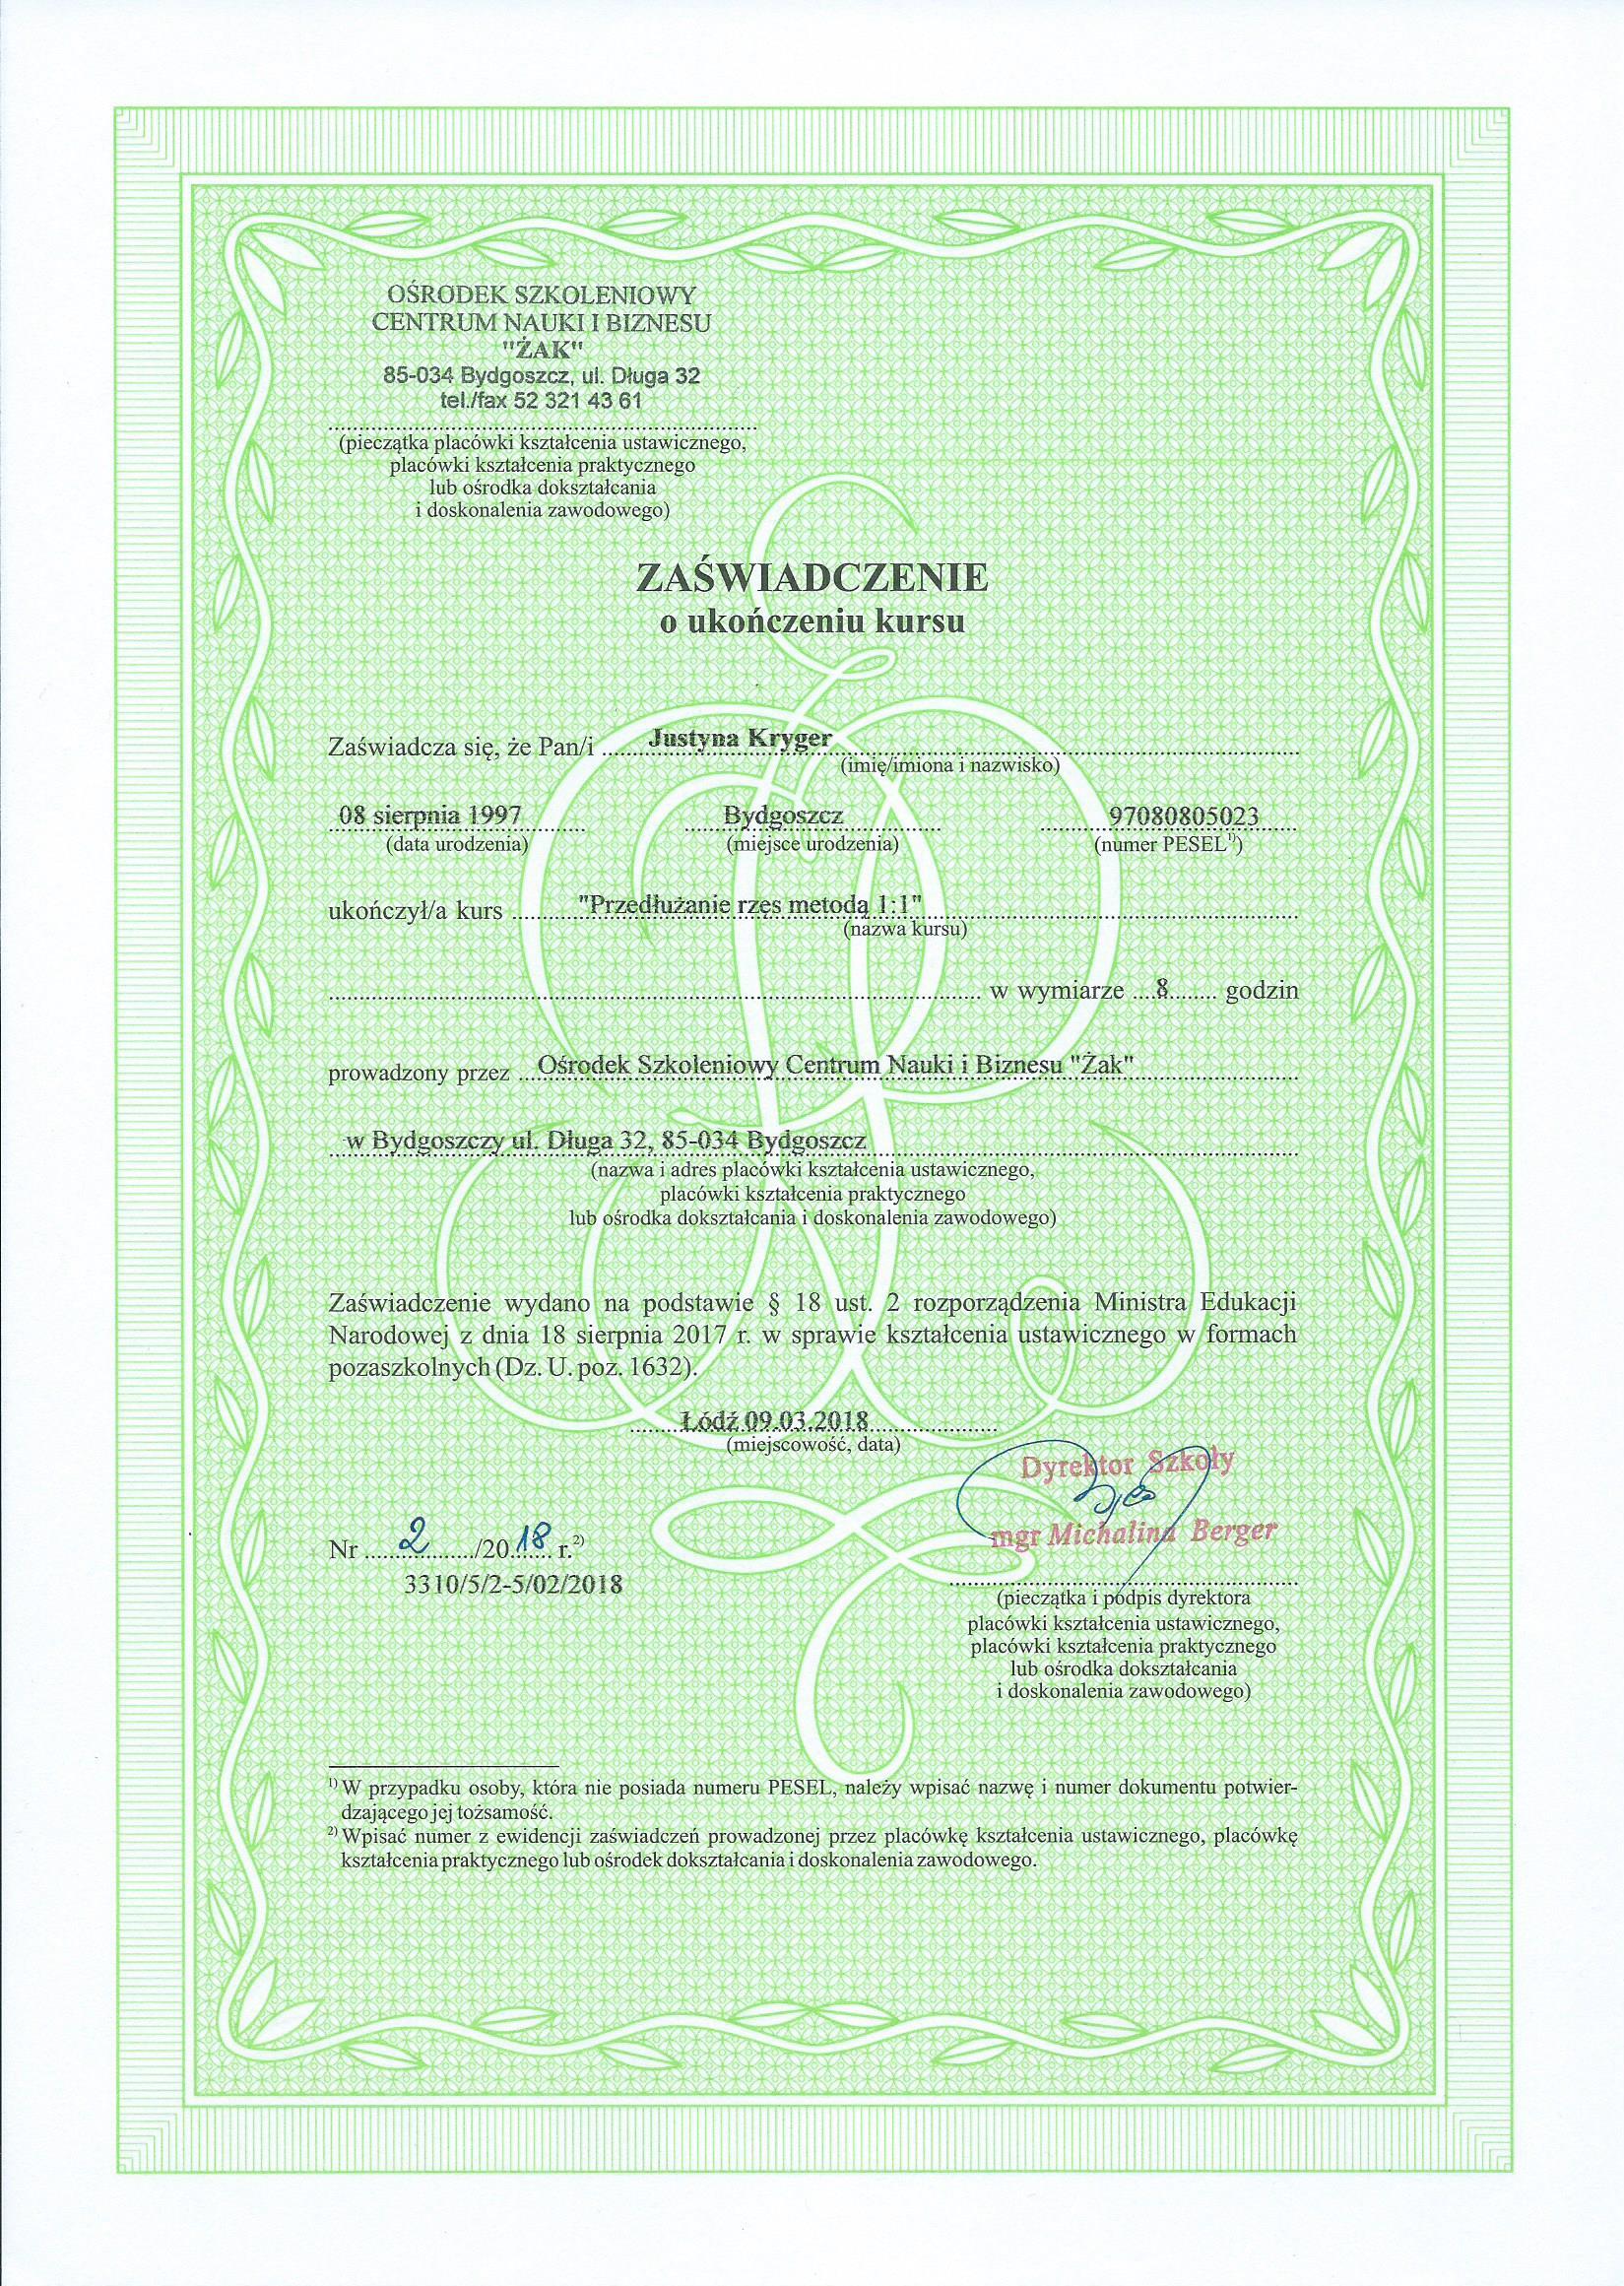 OŚRODEK SZKOLENIOWY
CENTRUM NAUKI I BIZNESU
"ŻAK"
85-034 Bydgoszcz, ul. Długa 32
tel./fax 52 321 43 61
(pieczątka placówki kształcenia ustawicznego,
placówki kształcenia praktycznego
lub ośrodka dokształcania
i doskonalenia zawodowego)
ZAŚWIADCZENIE
o ukończeniu kursu
Zaświadcza się, że Pan/i Justyna Kryger
(imię/imiona i nazwisko)
08 sierpnia 1997 Bydgoszcz 97080805023
(data urodzenia) (miejsce urodzenia) (numer PESEL¹⁾)
ukończył/a kurs "Przedłużanie rzęs metodą 1:1"
(nazwa kursu)
w wymiarze 8 godzin
prowadzony przez Ośrodek Szkoleniowy Centrum Nauki i Biznesu "Żak"
w Bydgoszczy ul. Długa 32, 85-034 Bydgoszcz
(nazwa i adres placówki kształcenia ustawicznego,
placówki kształcenia praktycznego
lub ośrodka dokształcania i doskonalenia zawodowego)
Zaświadczenie wydano na podstawie § 18 ust. 2 rozporządzenia Ministra Edukacji
Narodowej z dnia 18 sierpnia 2017 r. w sprawie kształcenia ustawicznego w formach
pozaszkolnych (Dz. U. poz. 1632).
Łódź 09.03.2018
(miejscowość, data)
Dyrektor Szkoły
mgr Michalina Berger
Nr 2 /2018 r.²⁾
3310/5/2-5/02/2018
(pieczątka i podpis dyrektora
placówki kształcenia ustawicznego,
placówki kształcenia praktycznego
lub ośrodka dokształcania
i doskonalenia zawodowego)
¹⁾ W przypadku osoby, która nie posiada numeru PESEL, należy wpisać nazwę i numer dokumentu potwier-
dzającego jej tożsamość.
²⁾ Wpisać numer z ewidencji zaświadczeń prowadzonej przez placówkę kształcenia ustawicznego, placówkę
kształcenia praktycznego lub ośrodek dokształcania i doskonalenia zawodowego.